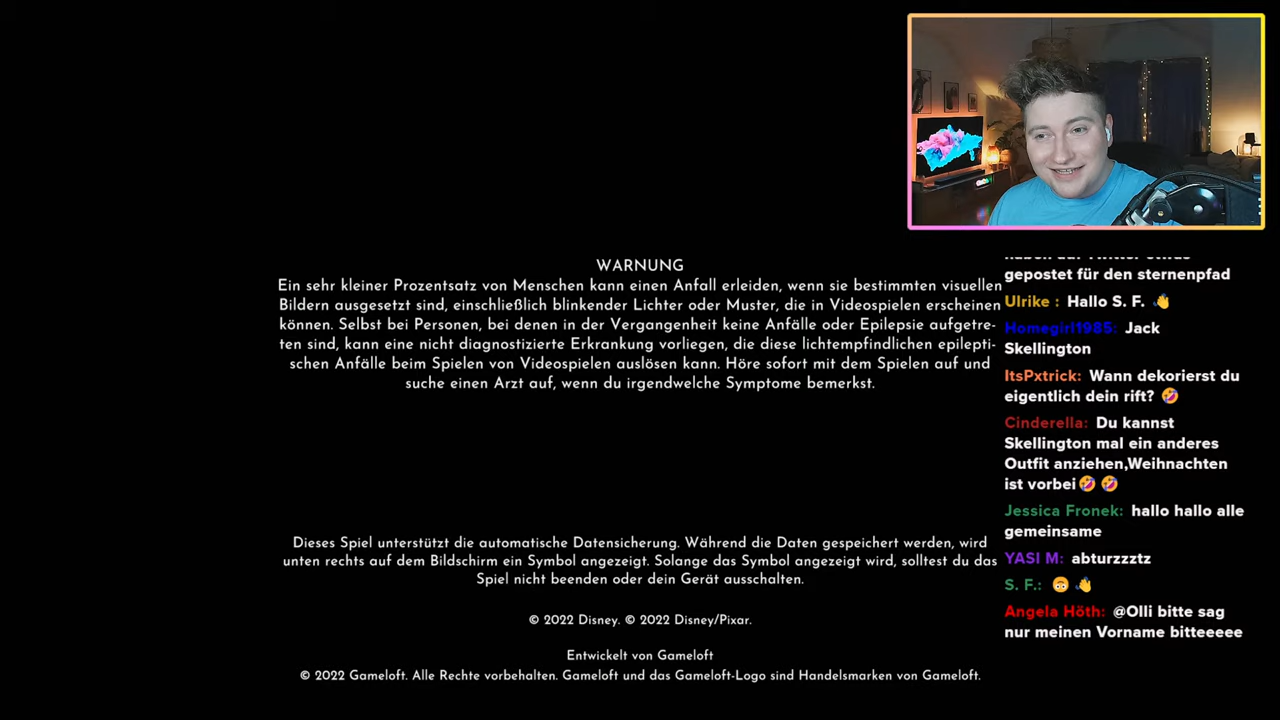 WARNUNG
Ein sehr kleiner Prozentsatz von Menschen kann einen Anfall erleiden, wenn sie bestimmten visuellen
Bildern ausgesetzt sind, einschließlich blinkender Lichter oder Muster, die in Videospielen erscheinen
können. Selbst bei Personen, bei denen in der Vergangenheit keine Anfälle oder Epilepsie aufgetre-
ten sind, kann eine nicht diagnostizierte Erkrankung vorliegen, die diese lichtempfindlichen epilepti-
schen Anfälle beim Spielen von Videospielen auslösen kann. Höre sofort mit dem Spielen auf und
suche einen Arzt auf, wenn du irgendwelche Symptome bemerkst.
Dieses Spiel unterstützt die automatische Datensicherung. Während die Daten gespeichert werden, wird
unten rechts auf dem Bildschirm ein Symbol angezeigt. Solange das Symbol angezeigt wird, solltest du das
Spiel nicht beenden oder dein Gerät ausschalten.
© 2022 Disney. © 2022 Disney/Pixar.
Entwickelt von Gameloft
© 2022 Gameloft. Alle Rechte vorbehalten. Gameloft und das Gameloft-Logo sind Handelsmarken von Gameloft.
gepostet für den sternenpfad
Ulrike : Hallo S. F. 👋
Homegirl1985: Jack
Skellington
ItsPxtrick: Wann dekorierst du
eigentlich dein rift? 🤣
Cinderella: Du kannst
Skellington mal ein anderes
Outfit anziehen,Weihnachten
ist vorbei🤣🤣
Jessica Fronek: hallo hallo alle
gemeinsame
YASI M: abturzzztz
S. F.: 🙃👋
Angela Höth: @Olli bitte sag
nur meinen Vorname bitteeeee